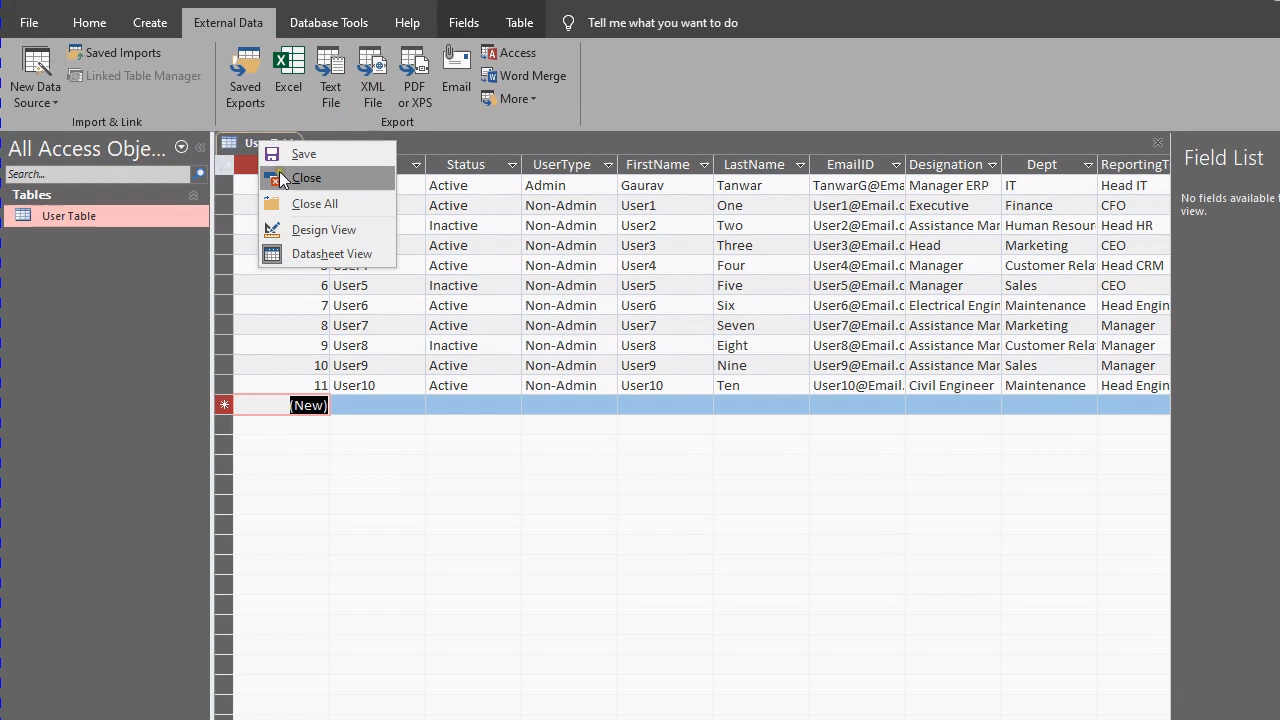 File Home Create External Data Database Tools Help Fields Table Tell me what you want to do
New Data Source
Saved Imports
Linked Table Manager
Import & Link
Saved Exports
Excel
Text File
XML File
PDF or XPS
Email
Access
Word Merge
More
Export
All Access Obje...
Search...
Tables
User Table
Save
Close
Close All
Design View
Datasheet View
Status UserType FirstName LastName EmailID Designation Dept ReportingT
Active Admin Gaurav Tanwar TanwarG@Ema Manager ERP IT Head IT
Active Non-Admin User1 One User1@Email.c Executive Finance CFO
Inactive Non-Admin User2 Two User2@Email.c Assistance Mar Human Resour Head HR
Active Non-Admin User3 Three User3@Email.c Head Marketing CEO
Active Non-Admin User4 Four User4@Email.c Manager Customer Rela Head CRM
6 User5 Inactive Non-Admin User5 Five User5@Email.c Manager Sales CEO
7 User6 Active Non-Admin User6 Six User6@Email.c Electrical Engin Maintenance Head Engin
8 User7 Active Non-Admin User7 Seven User7@Email.c Assistance Mar Marketing Manager
9 User8 Inactive Non-Admin User8 Eight User8@Email.c Assistance Mar Customer Rela Manager
10 User9 Active Non-Admin User9 Nine User9@Email.c Assistance Mar Sales Manager
11 User10 Active Non-Admin User10 Ten User10@Email. Civil Engineer Maintenance Head Engin
(New)
Field List
No fields available f
view.